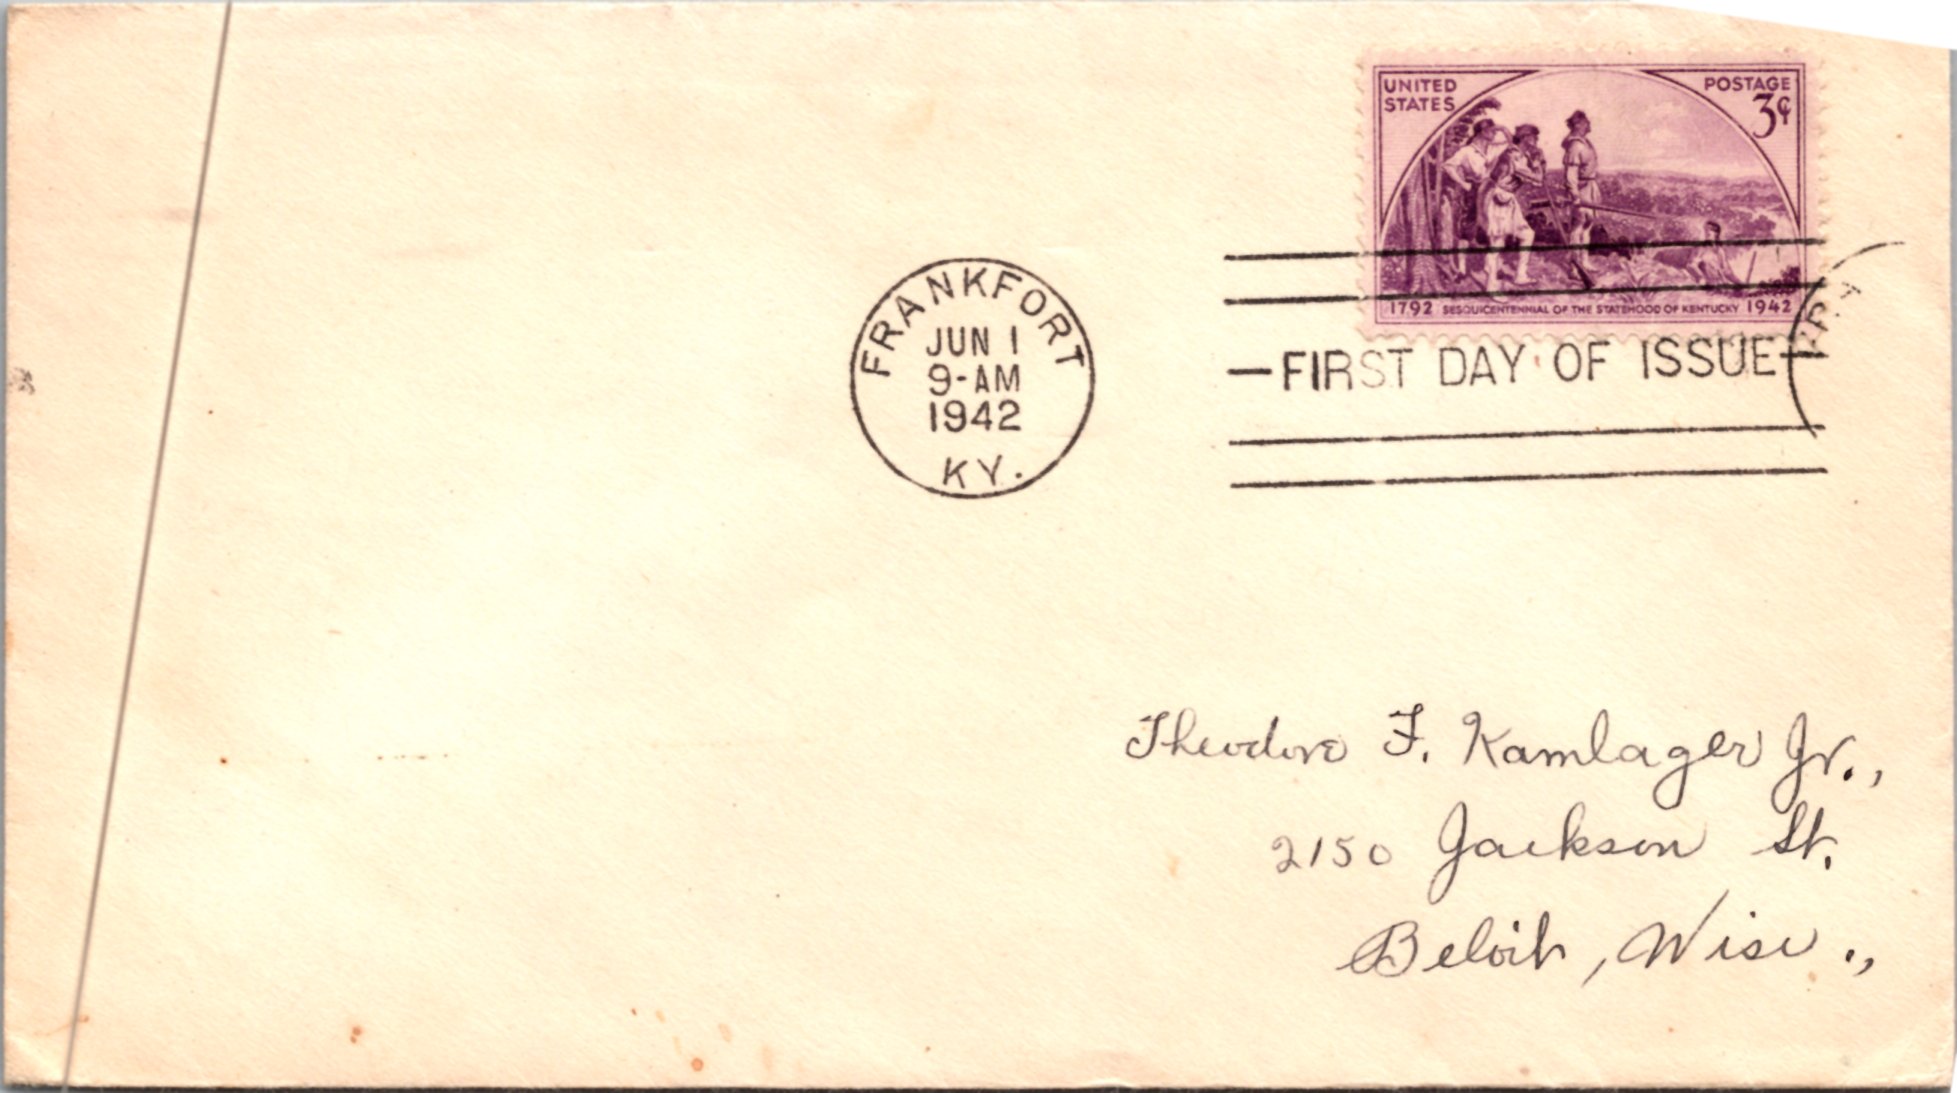 UNITED STATES
POSTAGE
3¢
1792 SESQUICENTENNIAL OF THE STATEHOOD OF KENTUCKY 1942
FRANKFORT
JUN 1
9-AM
1942
KY.
FIRST DAY OF ISSUE
Theodore F. Kamlager Jr.,
2150 Jackson St.
Beloit, Wisc.,